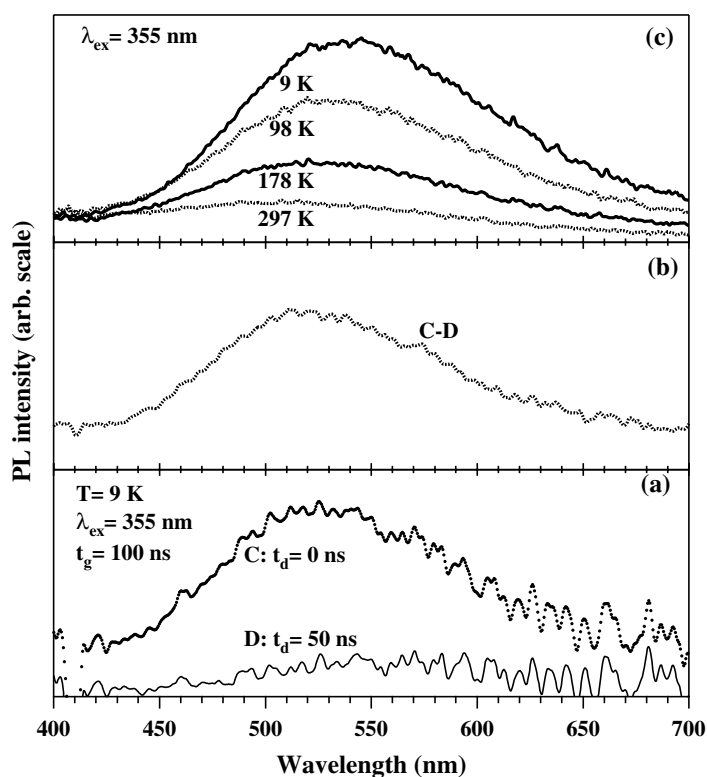 λex= 355 nm
(c)
9 K
98 K
178 K
297 K
(b)
C-D
PL intensity (arb. scale)
(a)
T= 9 K
λex= 355 nm
tg= 100 ns
C: td= 0 ns
D: td= 50 ns
400 450 500 550 600 650 700
Wavelength (nm)